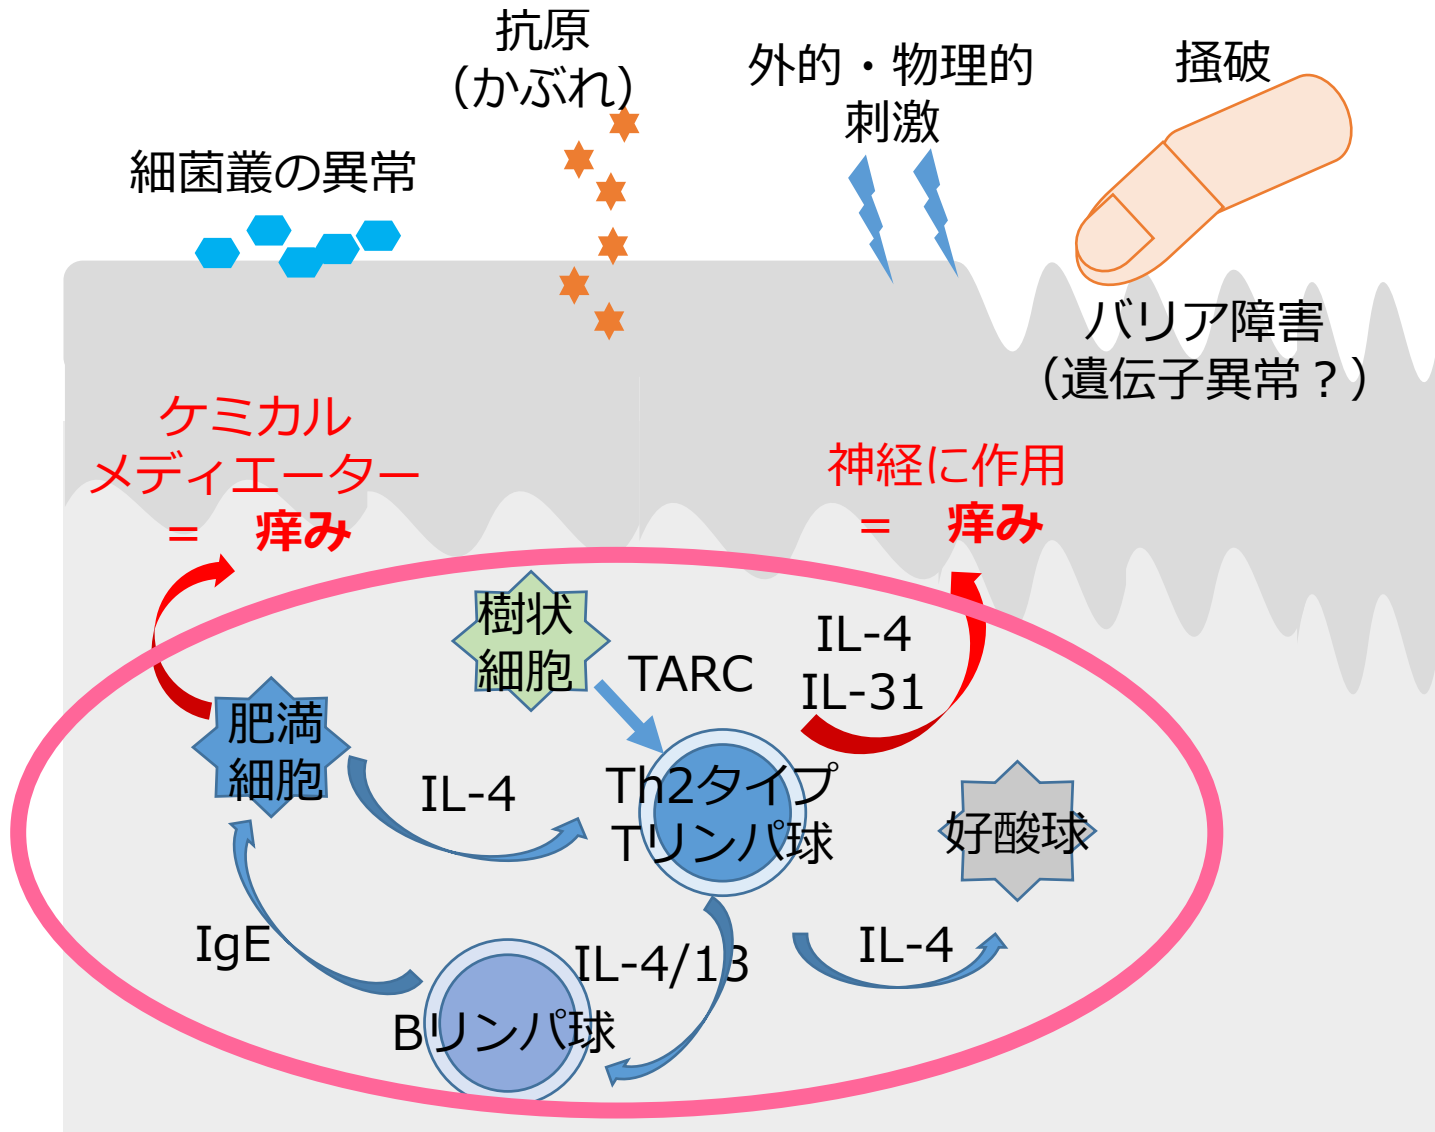 抗原
（かぶれ）
外的・物理的
刺激
掻破
細菌叢の異常
バリア障害
（遺伝子異常？）
ケミカル
メディエーター
＝　痒み
神経に作用
＝　痒み
樹状
細胞
TARC
IL-4
IL-31
肥満
細胞
IL-4
Th2タイプ
Tリンパ球
好酸球
IgE
IL-4/13
IL-4
Bリンパ球